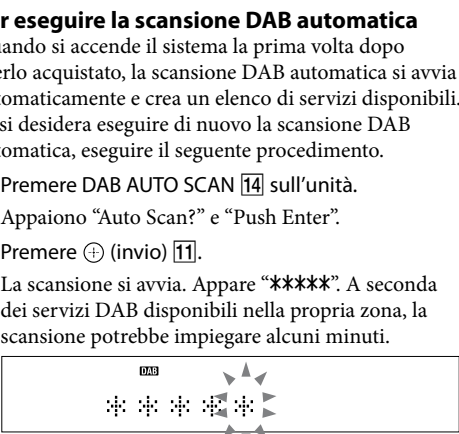 r eseguire la scansione DAB automatica
ando si accende il sistema la prima volta dopo
erlo acquistato, la scansione DAB automatica si avvia
tomaticamente e crea un elenco di servizi disponibili.
si desidera eseguire di nuovo la scansione DAB
tomatica, eseguire il seguente procedimento.
Premere DAB AUTO SCAN 14 sull’unità.
Appaiono “Auto Scan?” e “Push Enter”.
Premere ⊕ (invio) 11.
La scansione si avvia. Appare “*****”. A seconda
dei servizi DAB disponibili nella propria zona, la
scansione potrebbe impiegare alcuni minuti.
DAB
*****